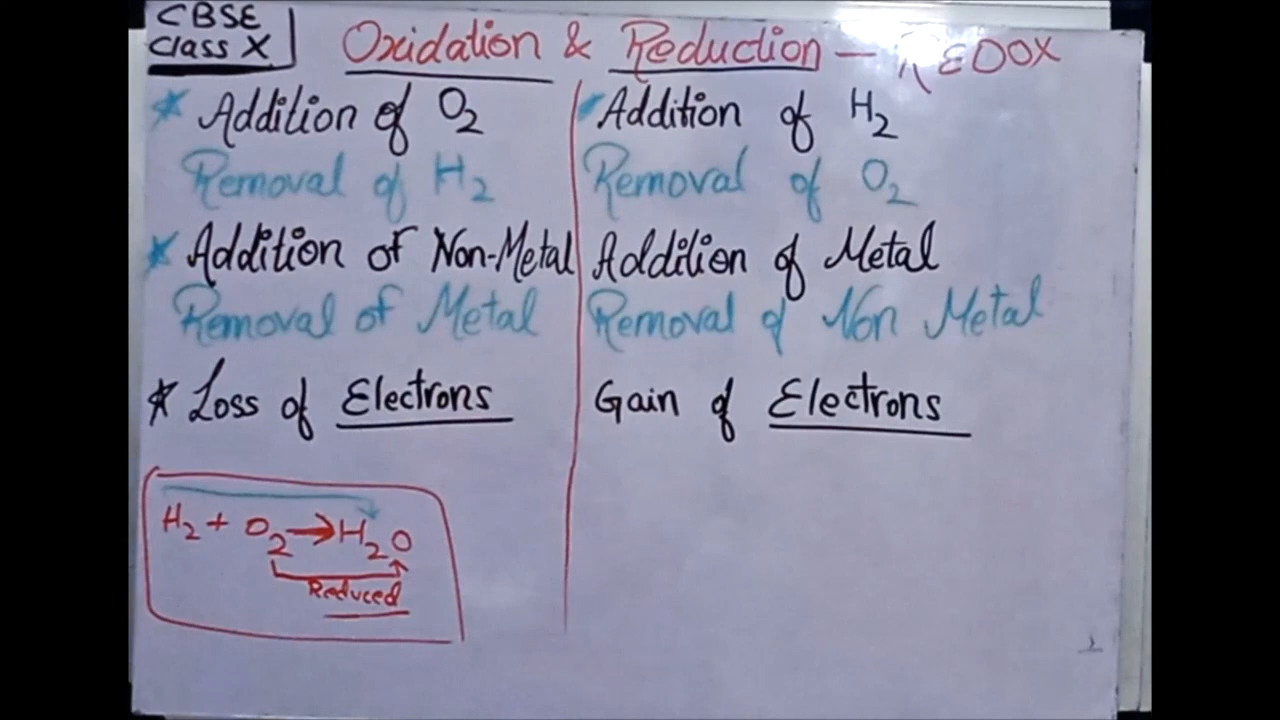 CBSE
Class X
Oxidation & Reduction – REDOX
* Addition of O2
Removal of H2
* Addition of Non-Metal
Removal of Metal
* Loss of Electrons
Addition of H2
Removal of O2
Addition of Metal
Removal of Non Metal
Gain of Electrons
H2 + O2 → H2O
Reduced